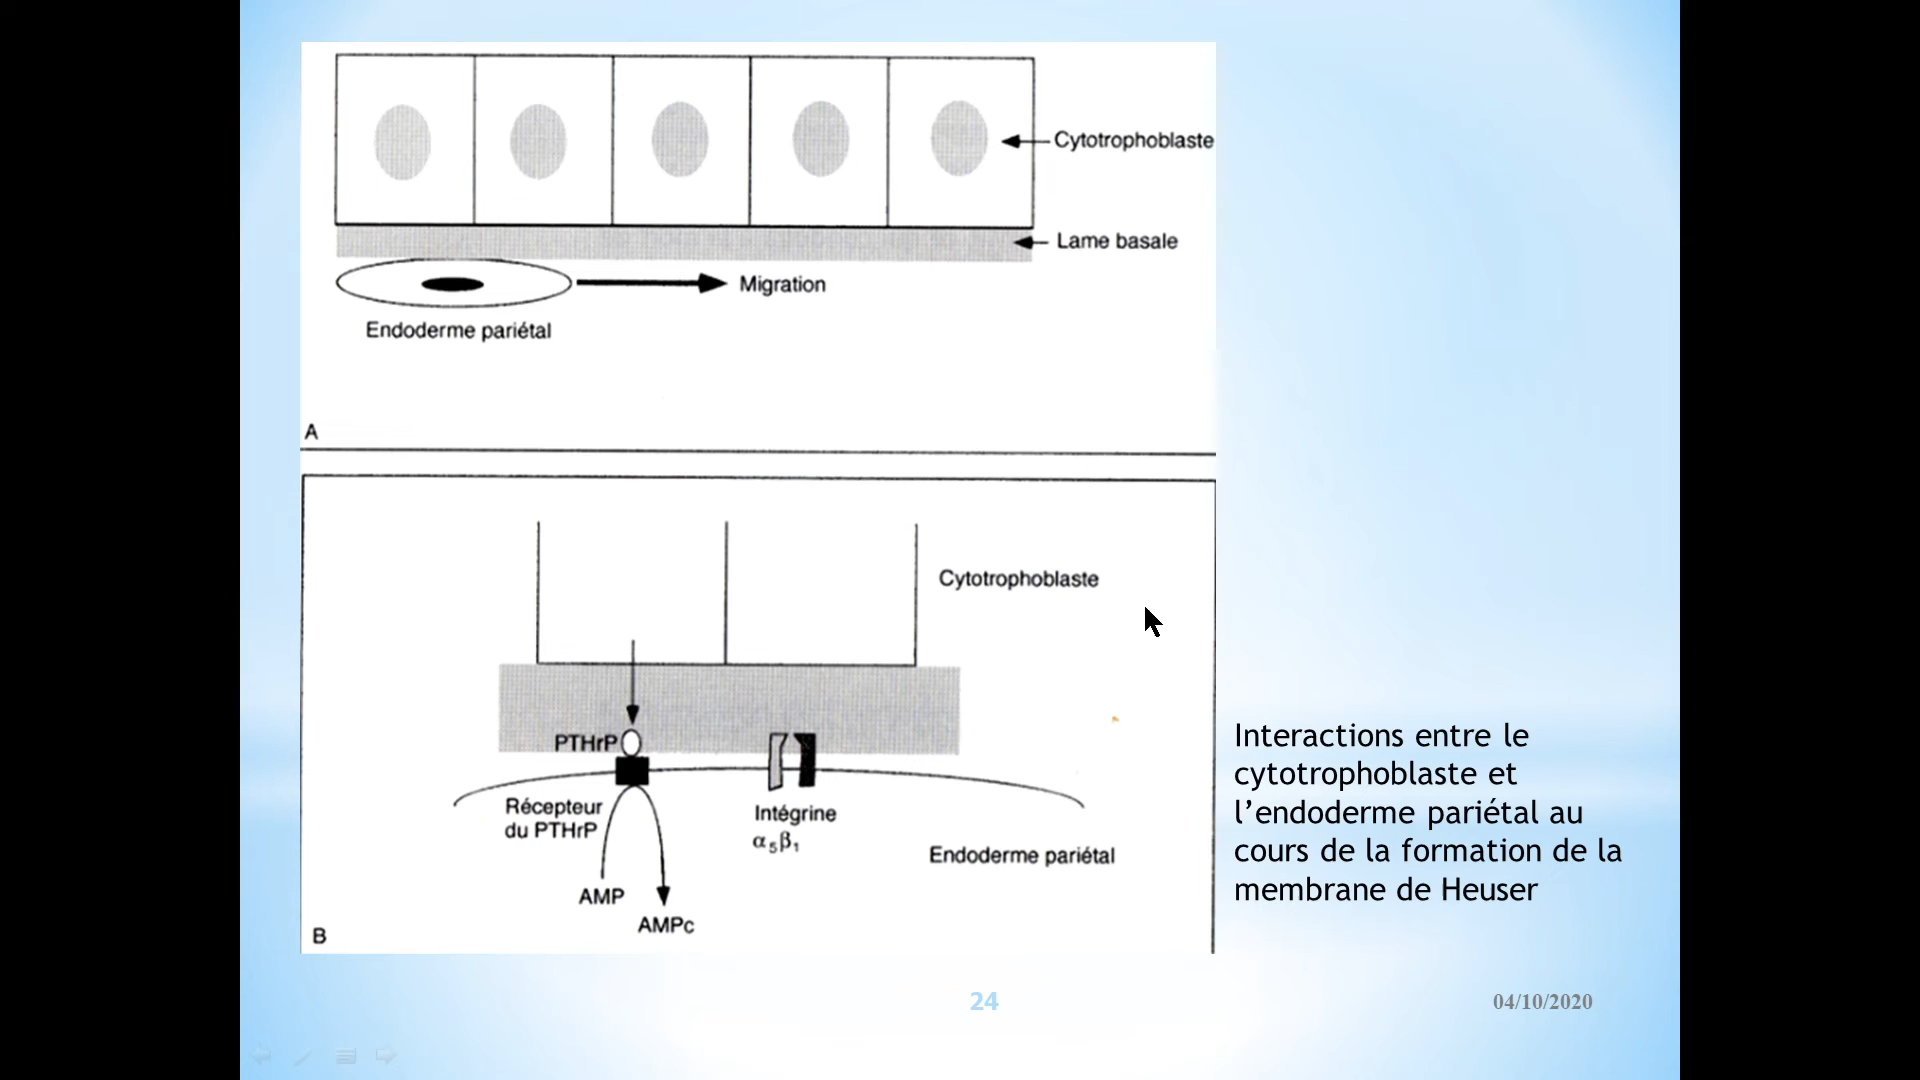 Cytotrophoblaste
Lame basale
Migration
Endoderme pariétal
A
Cytotrophoblaste
PTHrP
Récepteur
du PTHrP
Intégrine
α5β1
Endoderme pariétal
AMP
AMPc
B
Interactions entre le
cytotrophoblaste et
l’endoderme pariétal au
cours de la formation de la
membrane de Heuser
24
04/10/2020